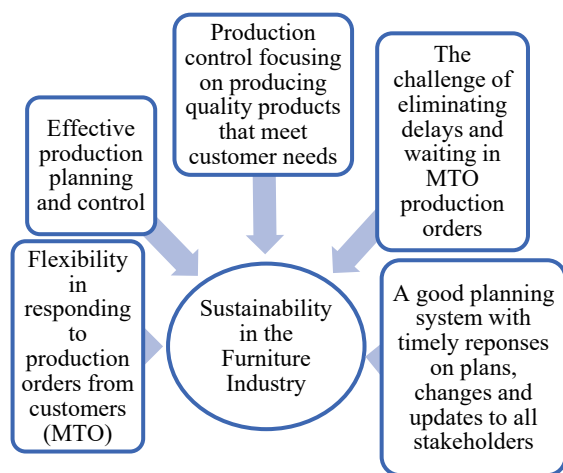 Production
control focusing
on producing
quality products
that meet
customer needs
The
challenge of
eliminating
delays and
waiting in
MTO
production
orders
Effective
production
planning
and control
Flexibility
in
responding
to
production
orders from
customers
(MTO)
Sustainability
in the
Furniture
Industry
A good planning
system with
timely reponses
on plans,
changes and
updates to all
stakeholders